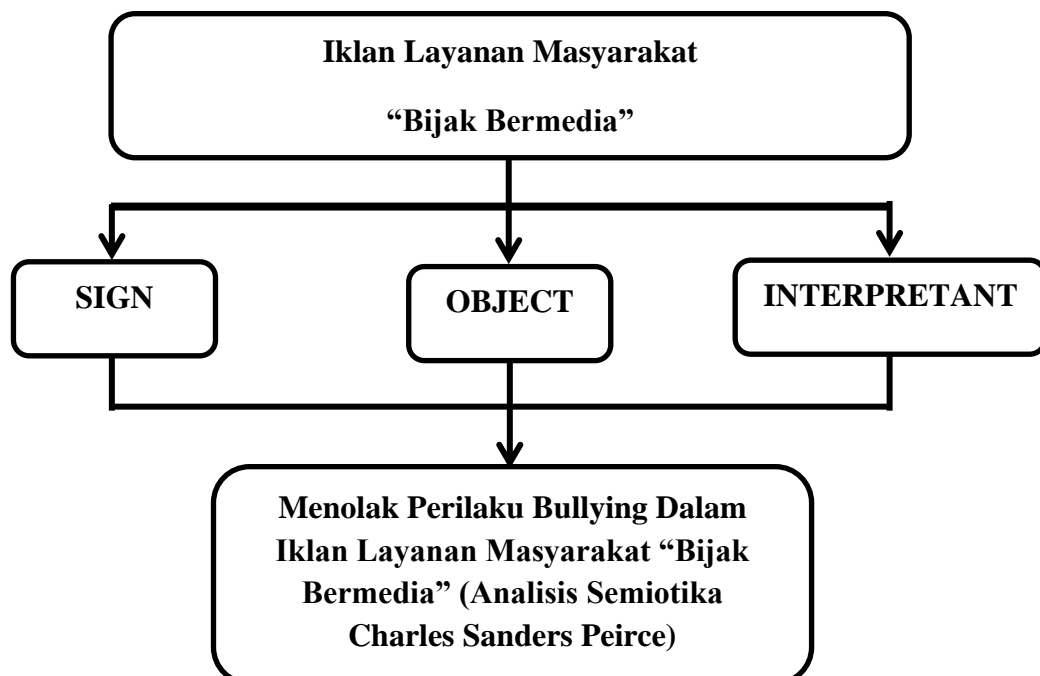 Iklan Layanan Masyarakat
“Bijak Bermedia”
SIGN
OBJECT
INTERPRETANT
Menolak Perilaku Bullying Dalam
Iklan Layanan Masyarakat “Bijak
Bermedia” (Analisis Semiotika
Charles Sanders Peirce)